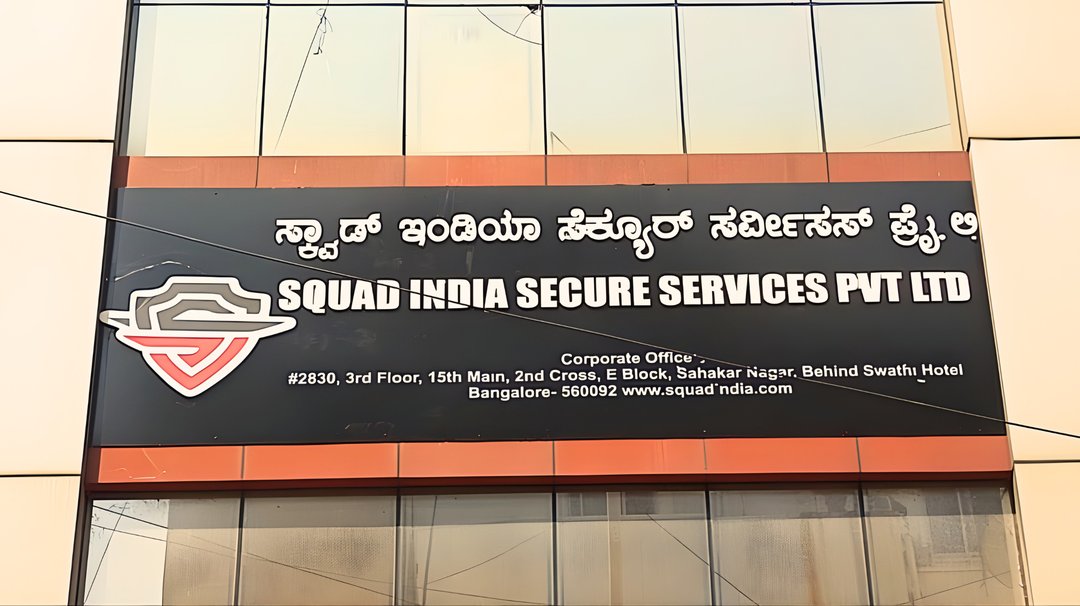 ಸ್ಕ್ವಾಡ್ ಇಂಡಿಯಾ ಸೆಕ್ಯೂರ್ ಸರ್ವೀಸಸ್ ಪ್ರೈ. ಲಿ
SQUAD INDIA SECURE SERVICES PVT LTD
Corporate Office :
#2830, 3rd Floor, 15th Main, 2nd Cross, E Block, Sahakar Nagar. Behind Swathi Hotel
Bangalore- 560092 www.squadindia.com